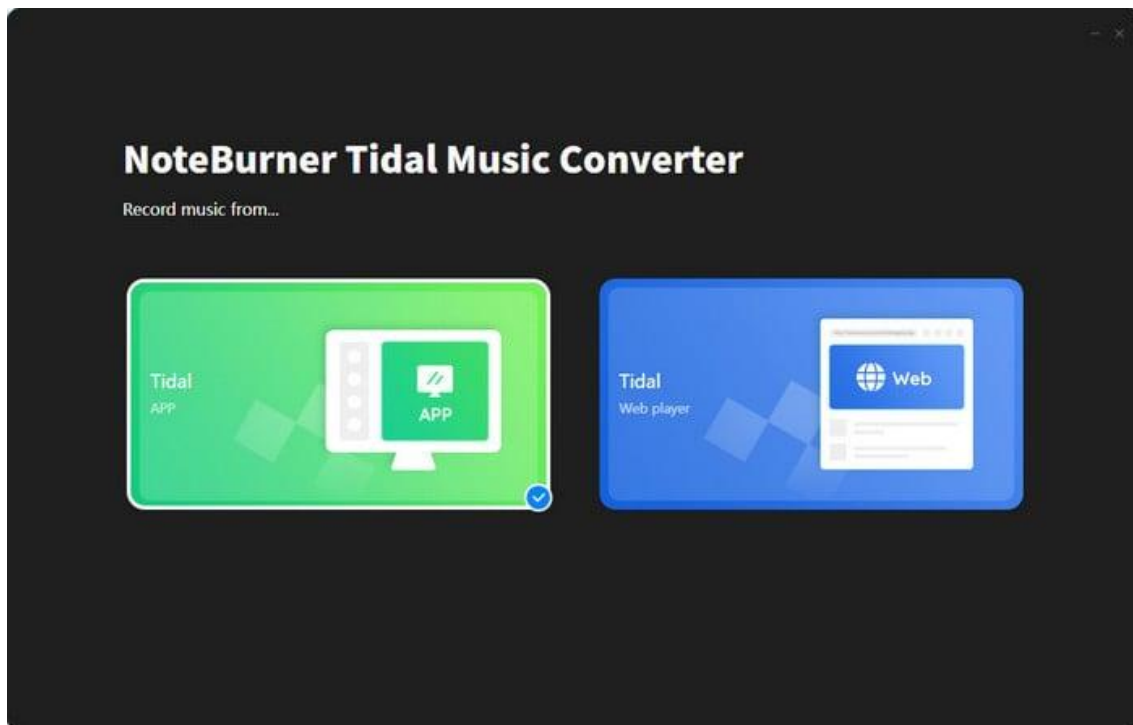 NoteBurner Tidal Music Converter
Record music from...
Tidal
APP
APP
Tidal
Web player
Web